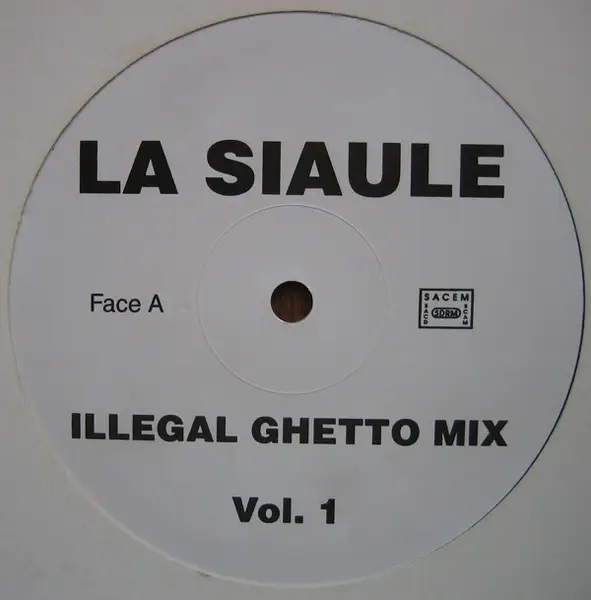 LA SIAULE
Face A
SACEM
SACD
SDRM
SCAM
ILLEGAL GHETTO MIX
Vol. 1